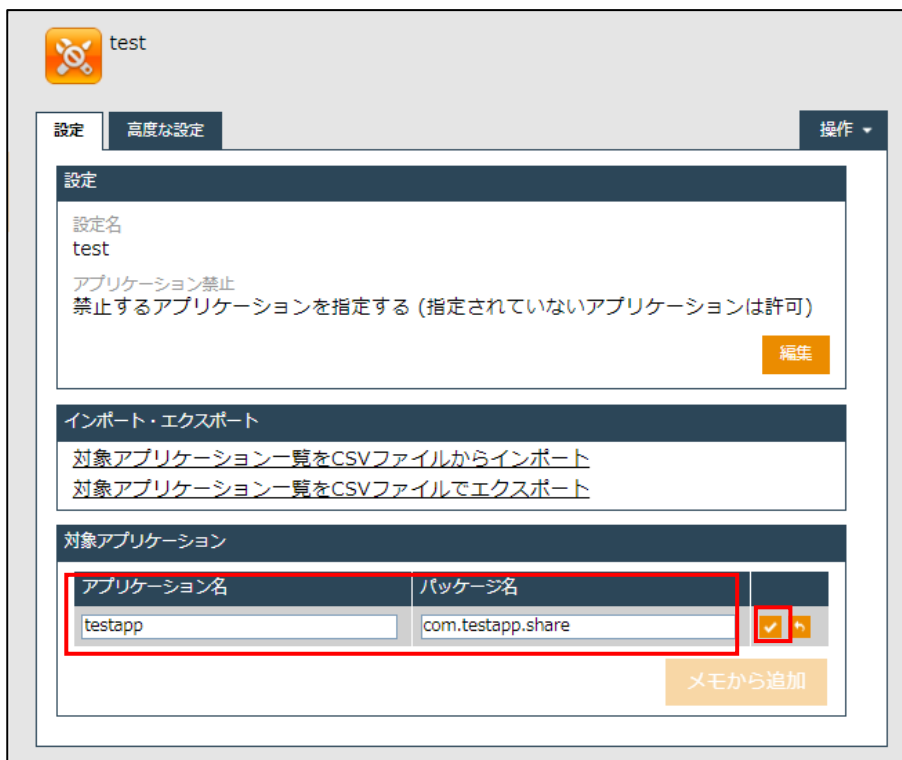 test
設定 高度な設定 操作
設定
設定名
test
アプリケーション禁止
禁止するアプリケーションを指定する (指定されていないアプリケーションは許可)
編集
インポート・エクスポート
対象アプリケーション一覧をCSVファイルからインポート
対象アプリケーション一覧をCSVファイルでエクスポート
対象アプリケーション
アプリケーション名 パッケージ名
testapp com.testapp.share
メモから追加